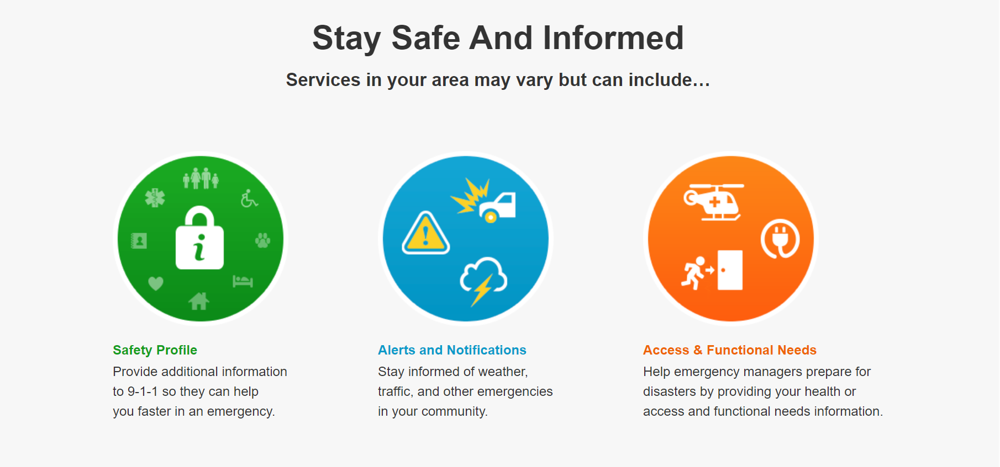 Stay Safe And Informed
Services in your area may vary but can include…
i
!
Safety Profile
Provide additional information
to 9-1-1 so they can help
you faster in an emergency.
Alerts and Notifications
Stay informed of weather,
traffic, and other emergencies
in your community.
Access & Functional Needs
Help emergency managers prepare for
disasters by providing your health or
access and functional needs information.